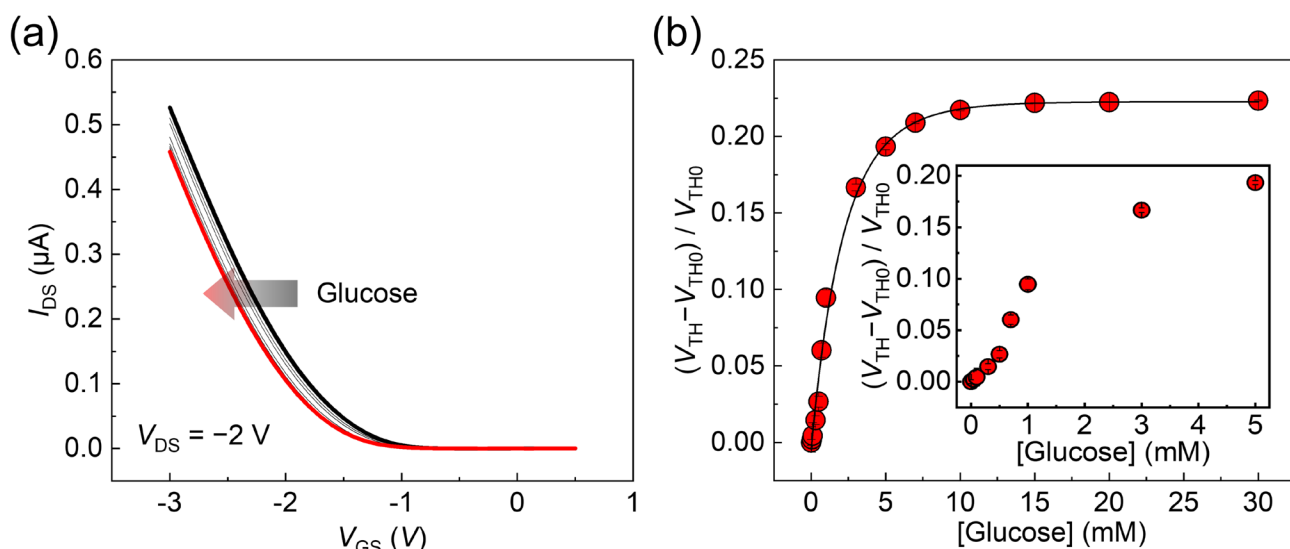 (a)
0.6
0.5
0.4
0.3
0.2
0.1
0.0
I_DS (μA)
Glucose
V_DS = −2 V
-3 -2 -1 0 1
V_GS (V)
(b)
0.25
0.20
0.15
0.10
0.05
0.00
(V_TH−V_TH0) / V_TH0
0 5 10 15 20 25 30
[Glucose] (mM)
0.20
0.15
0.10
0.05
0.00
(V_TH−V_TH0) / V_TH0
0 1 2 3 4 5
[Glucose] (mM)